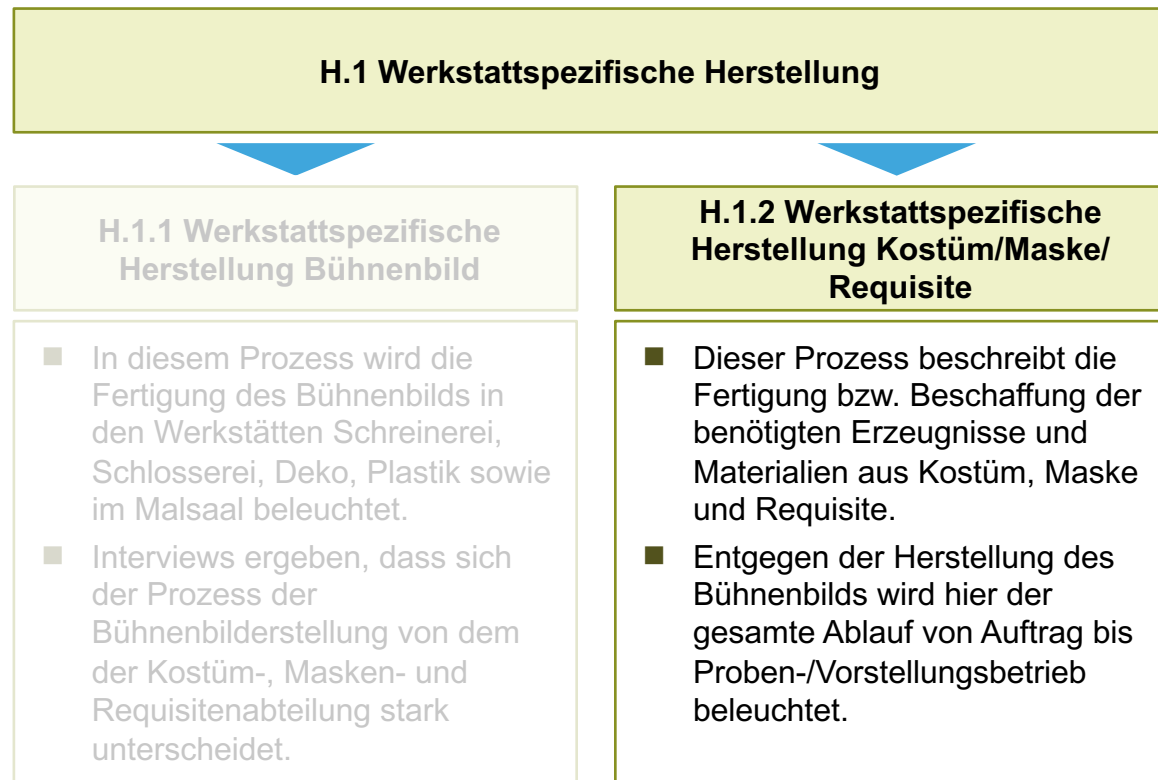 H.1 Werkstattspezifische Herstellung
H.1.1 Werkstattspezifische
Herstellung Bühnenbild
In diesem Prozess wird die
Fertigung des Bühnenbilds in
den Werkstätten Schreinerei,
Schlosserei, Deko, Plastik sowie
im Malsaal beleuchtet.
Interviews ergeben, dass sich
der Prozess der
Bühnenbilderstellung von dem
der Kostüm-, Masken- und
Requisitenabteilung stark
unterscheidet.
H.1.2 Werkstattspezifische
Herstellung Kostüm/Maske/
Requisite
Dieser Prozess beschreibt die
Fertigung bzw. Beschaffung der
benötigten Erzeugnisse und
Materialien aus Kostüm, Maske
und Requisite.
Entgegen der Herstellung des
Bühnenbilds wird hier der
gesamte Ablauf von Auftrag bis
Proben-/Vorstellungsbetrieb
beleuchtet.